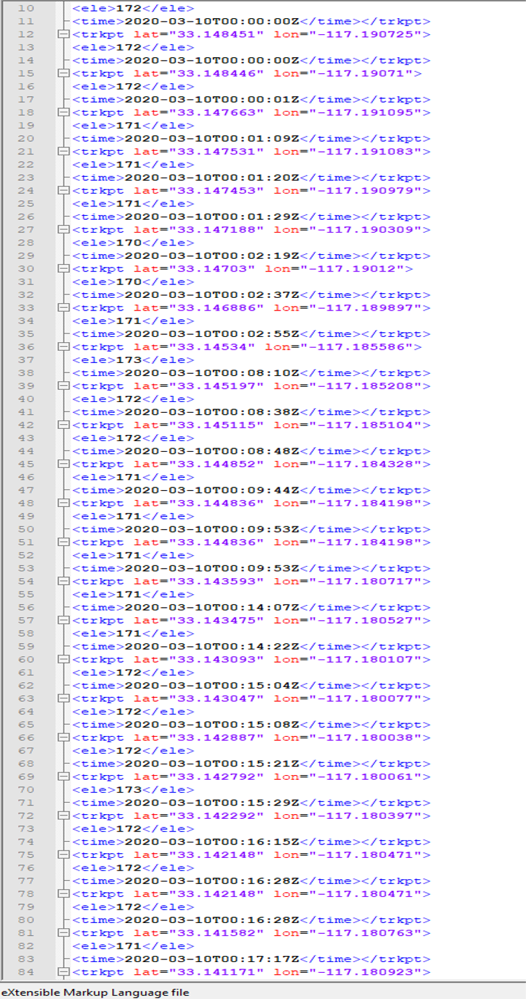 10 <ele>172</ele>
11 <time>2020-03-10T00:00:00Z</time></trkpt>
12 <trkpt lat="33.148451" lon="-117.190725">
13 <ele>172</ele>
14 <time>2020-03-10T00:00:00Z</time></trkpt>
15 <trkpt lat="33.148446" lon="-117.19071">
16 <ele>172</ele>
17 <time>2020-03-10T00:00:01Z</time></trkpt>
18 <trkpt lat="33.147663" lon="-117.191095">
19 <ele>171</ele>
20 <time>2020-03-10T00:01:09Z</time></trkpt>
21 <trkpt lat="33.147531" lon="-117.191083">
22 <ele>171</ele>
23 <time>2020-03-10T00:01:20Z</time></trkpt>
24 <trkpt lat="33.147453" lon="-117.190979">
25 <ele>171</ele>
26 <time>2020-03-10T00:01:29Z</time></trkpt>
27 <trkpt lat="33.147188" lon="-117.190309">
28 <ele>170</ele>
29 <time>2020-03-10T00:02:19Z</time></trkpt>
30 <trkpt lat="33.14703" lon="-117.19012">
31 <ele>170</ele>
32 <time>2020-03-10T00:02:37Z</time></trkpt>
33 <trkpt lat="33.146886" lon="-117.189897">
34 <ele>171</ele>
35 <time>2020-03-10T00:02:55Z</time></trkpt>
36 <trkpt lat="33.14534" lon="-117.185586">
37 <ele>173</ele>
38 <time>2020-03-10T00:08:10Z</time></trkpt>
39 <trkpt lat="33.145197" lon="-117.185208">
40 <ele>172</ele>
41 <time>2020-03-10T00:08:38Z</time></trkpt>
42 <trkpt lat="33.145115" lon="-117.185104">
43 <ele>172</ele>
44 <time>2020-03-10T00:08:48Z</time></trkpt>
45 <trkpt lat="33.144852" lon="-117.184328">
46 <ele>171</ele>
47 <time>2020-03-10T00:09:44Z</time></trkpt>
48 <trkpt lat="33.144836" lon="-117.184198">
49 <ele>171</ele>
50 <time>2020-03-10T00:09:53Z</time></trkpt>
51 <trkpt lat="33.144836" lon="-117.184198">
52 <ele>171</ele>
53 <time>2020-03-10T00:09:53Z</time></trkpt>
54 <trkpt lat="33.143593" lon="-117.180717">
55 <ele>171</ele>
56 <time>2020-03-10T00:14:07Z</time></trkpt>
57 <trkpt lat="33.143475" lon="-117.180527">
58 <ele>171</ele>
59 <time>2020-03-10T00:14:22Z</time></trkpt>
60 <trkpt lat="33.143093" lon="-117.180107">
61 <ele>172</ele>
62 <time>2020-03-10T00:15:04Z</time></trkpt>
63 <trkpt lat="33.143047" lon="-117.180077">
64 <ele>172</ele>
65 <time>2020-03-10T00:15:08Z</time></trkpt>
66 <trkpt lat="33.142887" lon="-117.180038">
67 <ele>172</ele>
68 <time>2020-03-10T00:15:21Z</time></trkpt>
69 <trkpt lat="33.142792" lon="-117.180061">
70 <ele>173</ele>
71 <time>2020-03-10T00:15:29Z</time></trkpt>
72 <trkpt lat="33.142292" lon="-117.180397">
73 <ele>172</ele>
74 <time>2020-03-10T00:16:15Z</time></trkpt>
75 <trkpt lat="33.142148" lon="-117.180471">
76 <ele>172</ele>
77 <time>2020-03-10T00:16:28Z</time></trkpt>
78 <trkpt lat="33.142148" lon="-117.180471">
79 <ele>172</ele>
80 <time>2020-03-10T00:16:28Z</time></trkpt>
81 <trkpt lat="33.141582" lon="-117.180763">
82 <ele>171</ele>
83 <time>2020-03-10T00:17:17Z</time></trkpt>
84 <trkpt lat="33.141171" lon="-117.180923">
eXtensible Markup Language file